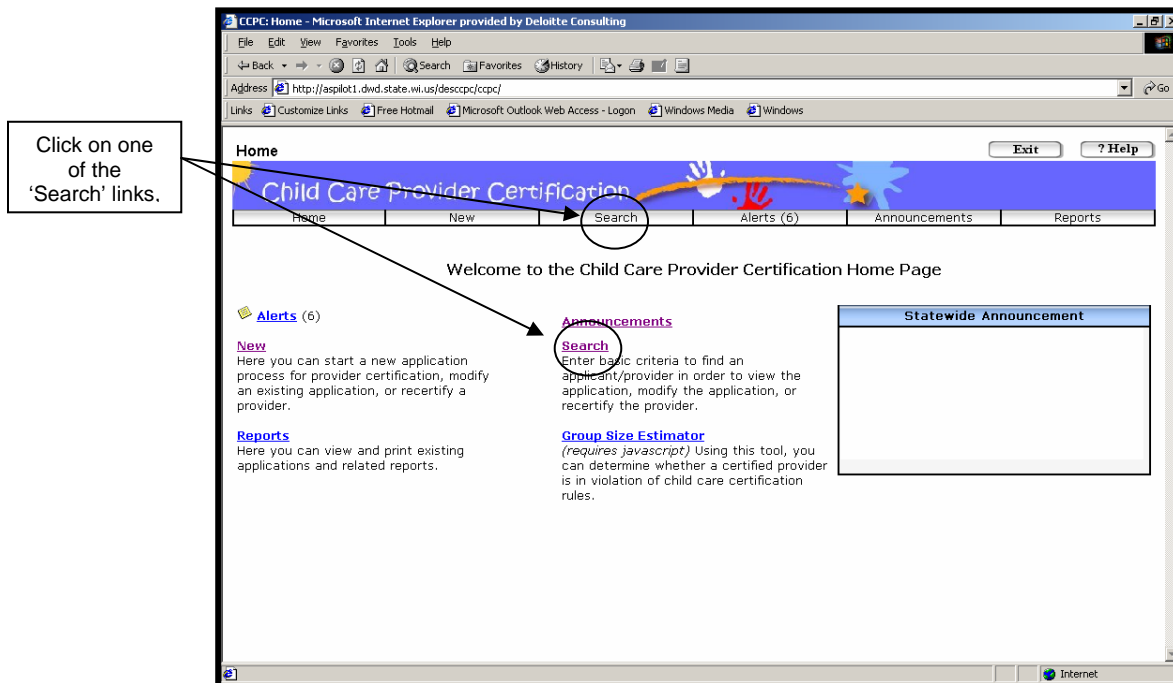 CCPC: Home - Microsoft Internet Explorer provided by Deloitte Consulting
File Edit View Favorites Tools Help
Back Search Favorites History
Address http://aspilot1.dwd.state.wi.us/desccpc/ccpc/ Go
Links Customize Links Free Hotmail Microsoft Outlook Web Access - Logon Windows Media Windows
Click on one
of the
‘Search’ links.
Home Exit ? Help
Child Care Provider Certification
Home New Search Alerts (6) Announcements Reports
Welcome to the Child Care Provider Certification Home Page
Alerts (6)
New
Here you can start a new application
process for provider certification, modify
an existing application, or recertify a
provider.
Reports
Here you can view and print existing
applications and related reports.
Announcements
Search
Enter basic criteria to find an
applicant/provider in order to view the
application, modify the application, or
recertify the provider.
Group Size Estimator
(requires javascript) Using this tool, you
can determine whether a certified provider
is in violation of child care certification
rules.
Statewide Announcement
Internet